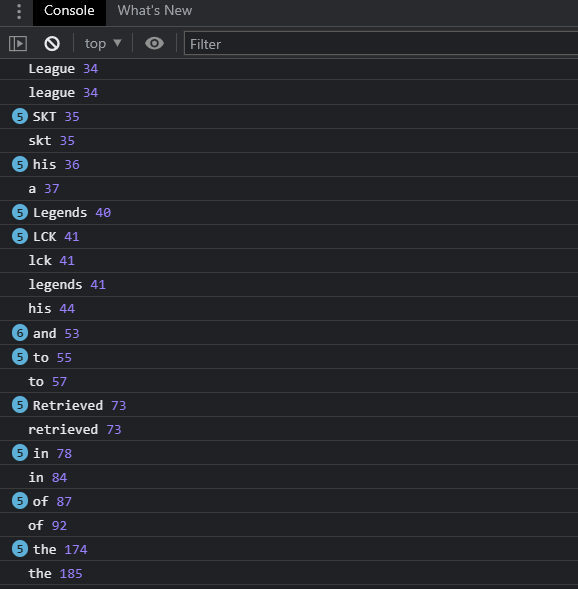 Console What's New
top ▼ Filter
League 34
league 34
5 SKT 35
skt 35
5 his 36
a 37
5 Legends 40
5 LCK 41
lck 41
legends 41
his 44
6 and 53
5 to 55
to 57
5 Retrieved 73
retrieved 73
5 in 78
in 84
5 of 87
of 92
5 the 174
the 185